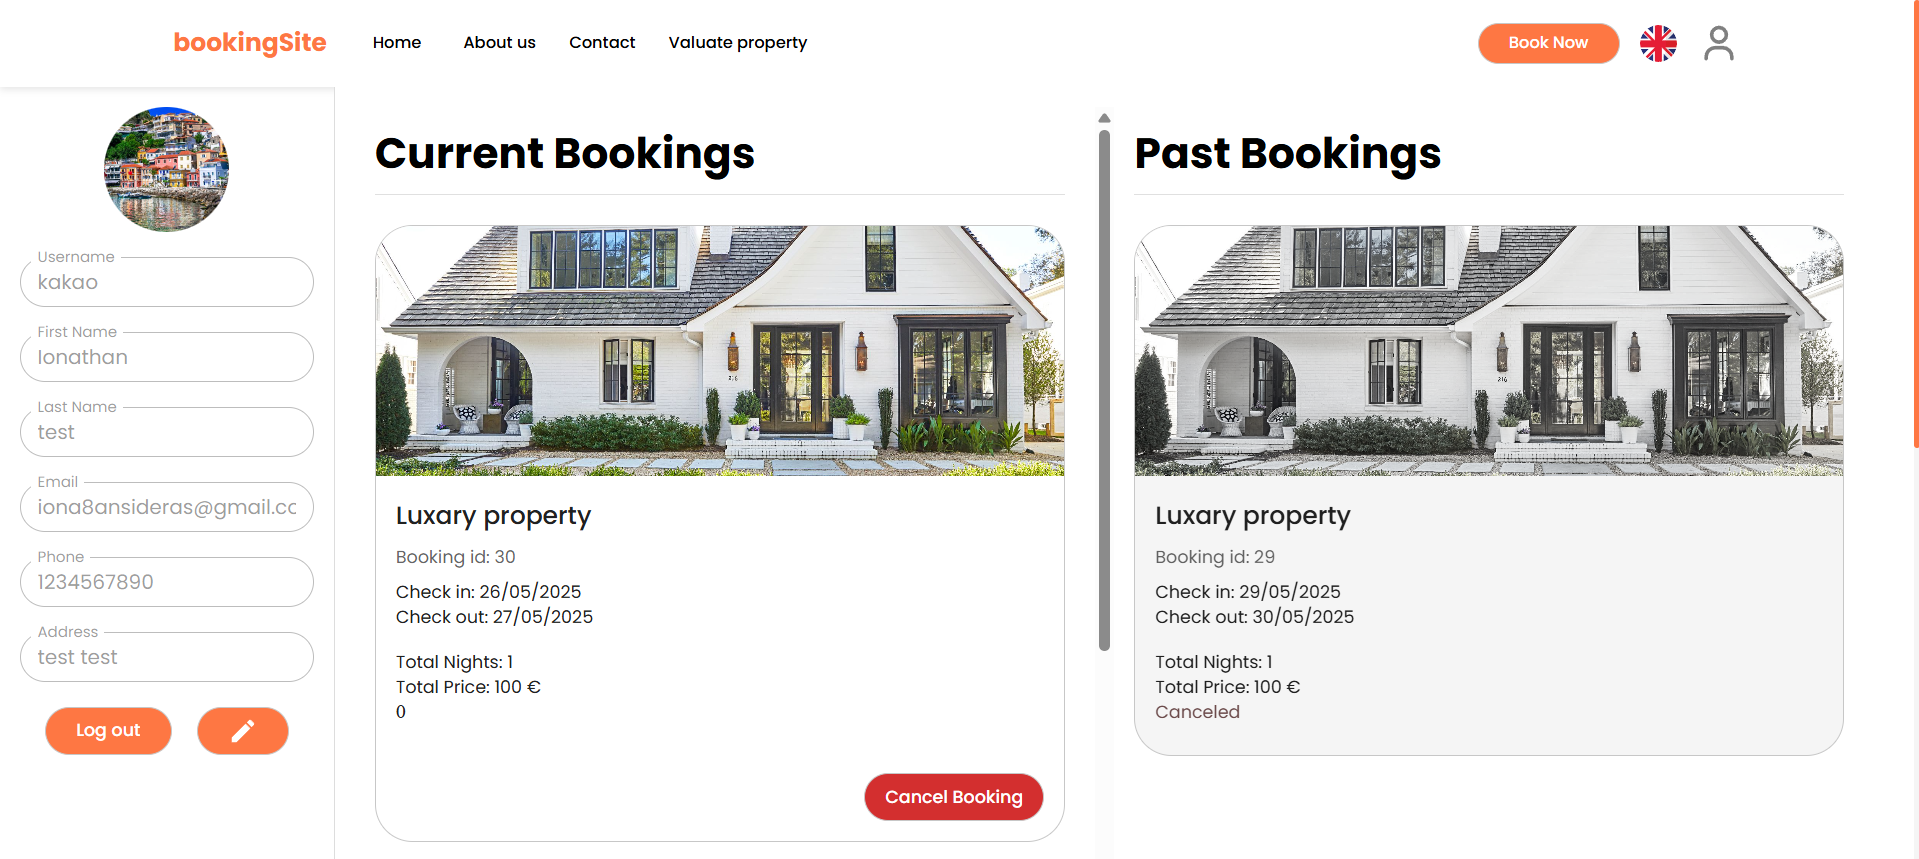 bookingSite
Home
About us
Contact
Valuate property
Book Now
Username
kakao
First Name
Ionathan
Last Name
test
Email
iona8ansideras@gmail.cc
Phone
1234567890
Address
test test
Log out
Current Bookings
216
Luxary property
Booking id: 30
Check in: 26/05/2025
Check out: 27/05/2025
Total Nights: 1
Total Price: 100 €
0
Cancel Booking
Past Bookings
216
Luxary property
Booking id: 29
Check in: 29/05/2025
Check out: 30/05/2025
Total Nights: 1
Total Price: 100 €
Canceled